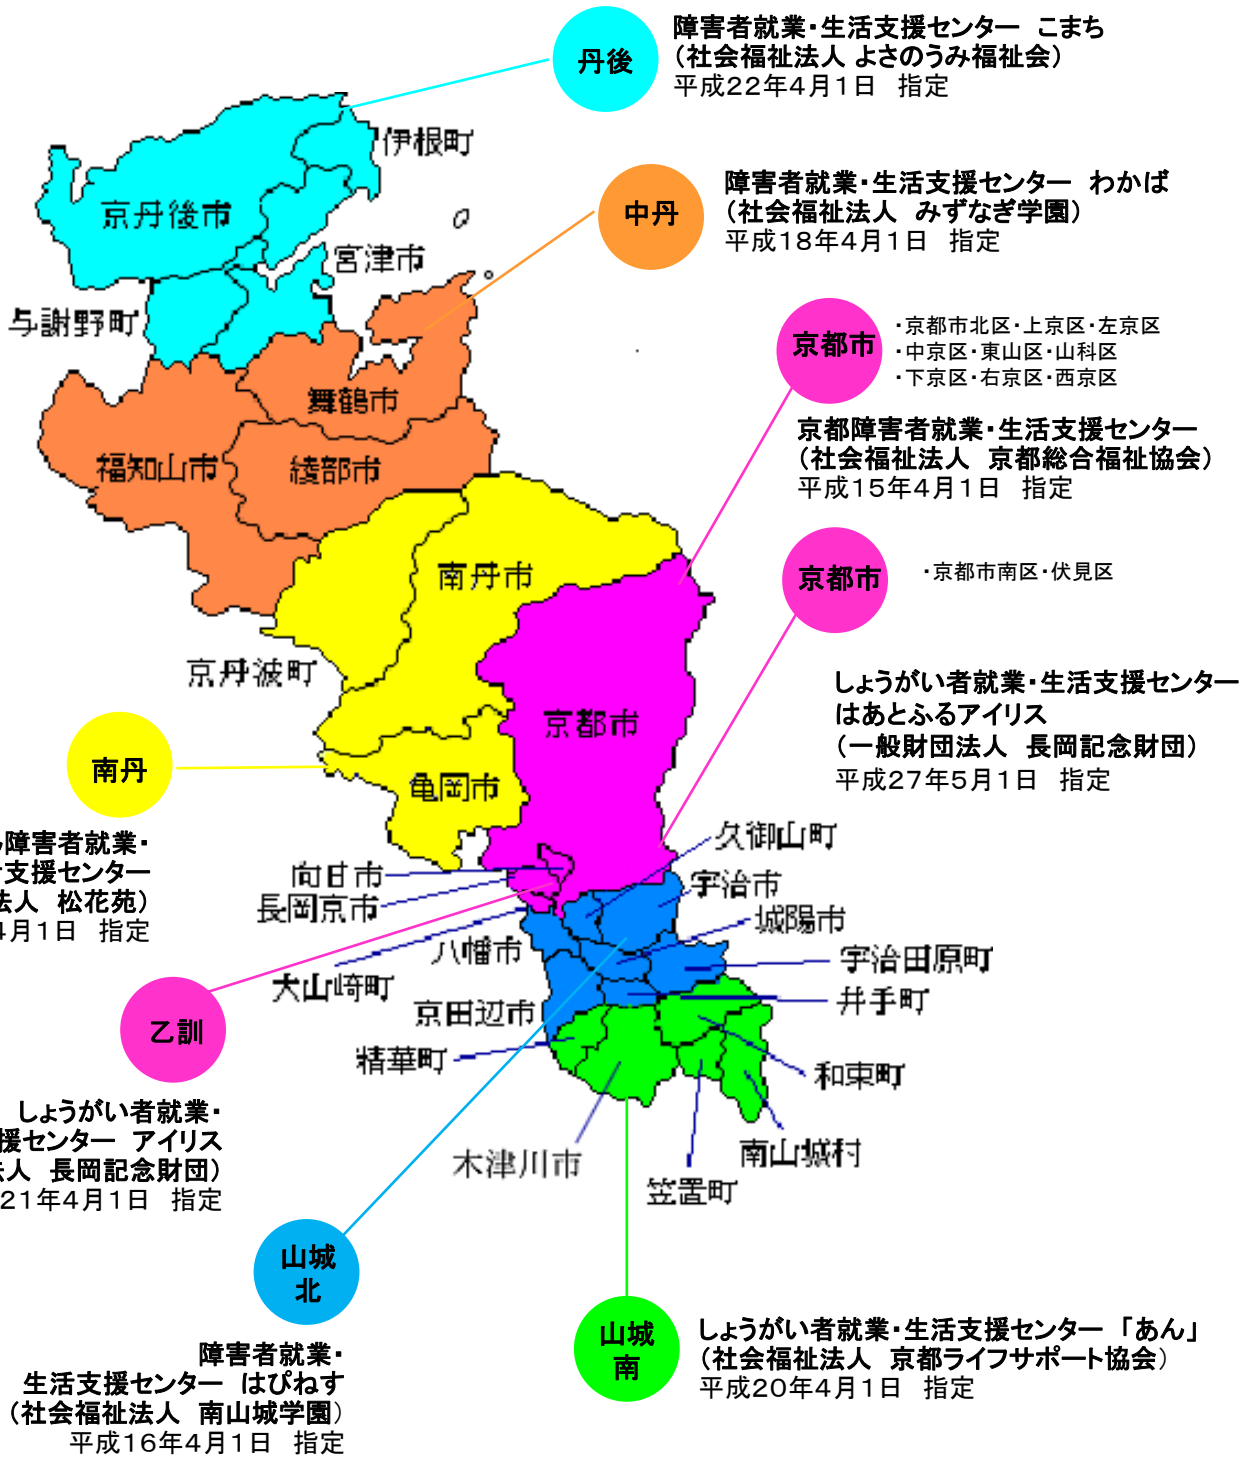 丹後
障害者就業・生活支援センター　こまち
（社会福祉法人 よさのうみ福祉会）
平成22年4月1日　指定
伊根町
京丹後市
宮津市
与謝野町
中丹
障害者就業・生活支援センター　わかば
（社会福祉法人　みずなぎ学園）
平成18年4月1日　指定
舞鶴市
福知山市
綾部市
京都市
・京都市北区・上京区・左京区
・中京区・東山区・山科区
・下京区・右京区・西京区
京都障害者就業・生活支援センター
（社会福祉法人　京都総合福祉協会）
平成15年4月1日　指定
京都市
・京都市南区・伏見区
しょうがい者就業・生活支援センター
はあとふるアイリス
（一般財団法人　長岡記念財団）
平成27年5月1日　指定
南丹市
京丹波町
京都市
亀岡市
南丹
障害者就業・
支援センター
法人　松花苑）
4月1日　指定
向日市
長岡京市
大山崎町
八幡市
京田辺市
精華町
久御山町
宇治市
城陽市
宇治田原町
井手町
和束町
南山城村
笠置町
木津川市
乙訓
しょうがい者就業・
援センター　アイリス
法人　長岡記念財団）
21年4月1日　指定
山城
北
障害者就業・
生活支援センター　はぴねす
（社会福祉法人　南山城学園）
平成16年4月1日　指定
山城
南
しょうがい者就業・生活支援センター　「あん」
（社会福祉法人　京都ライフサポート協会）
平成20年4月1日　指定